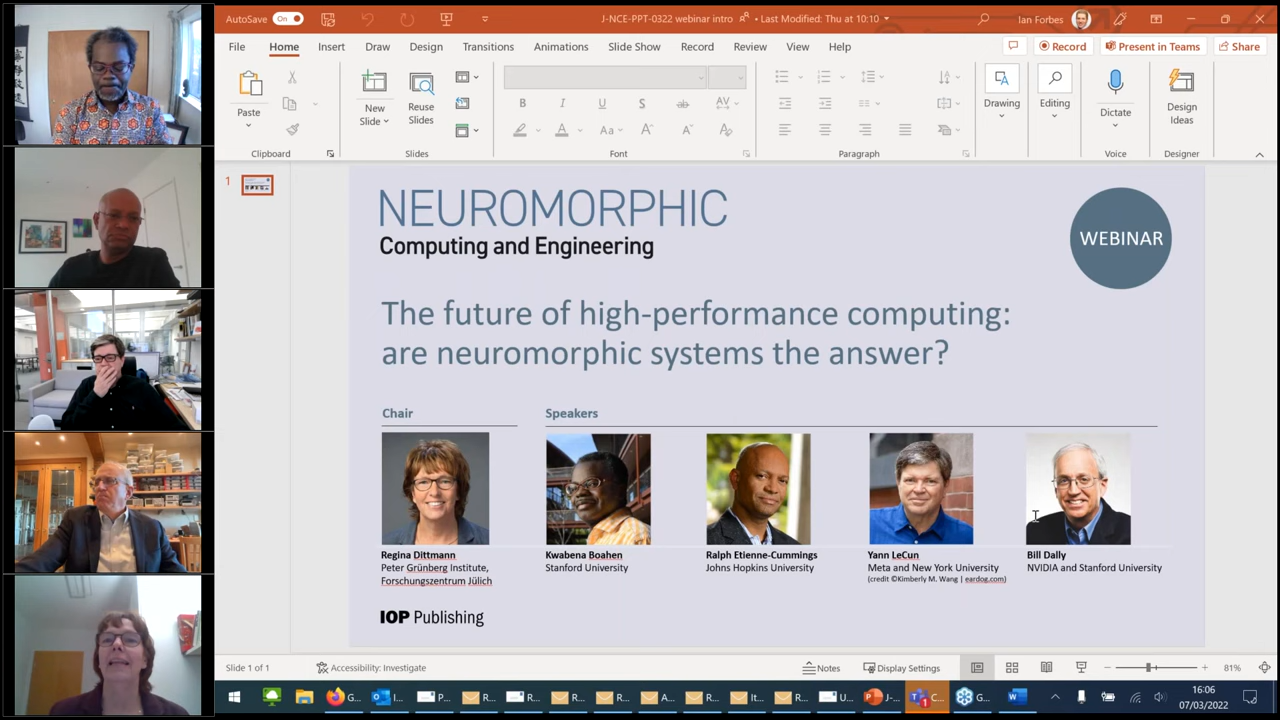 AutoSave On
J-NCE-PPT-0322 webinar intro
• Last Modified: Thu at 10:10
Ian Forbes
File Home Insert Draw Design Transitions Animations Slide Show Record Review View Help
Record
Present in Teams
Share
Paste
New Slide
Reuse Slides
B I U S ab AV
Aa A A
Drawing
Editing
Dictate
Design Ideas
Clipboard Slides Font Paragraph Voice Designer
1
NEUROMORPHIC
Computing and Engineering
WEBINAR
The future of high-performance computing:
are neuromorphic systems the answer?
Chair Speakers
Regina Dittmann
Peter Grünberg Institute,
Forschungszentrum Jülich
Kwabena Boahen
Stanford University
Ralph Etienne-Cummings
Johns Hopkins University
Yann LeCun
Meta and New York University
(credit ©Kimberly M. Wang | eardog.com)
Bill Dally
NVIDIA and Stanford University
IOP Publishing
Slide 1 of 1
Accessibility: Investigate
Notes
Display Settings
81%
G... I... P... R... R... R... R... A... R... It... R... U... J-... C... G...
16:06
07/03/2022